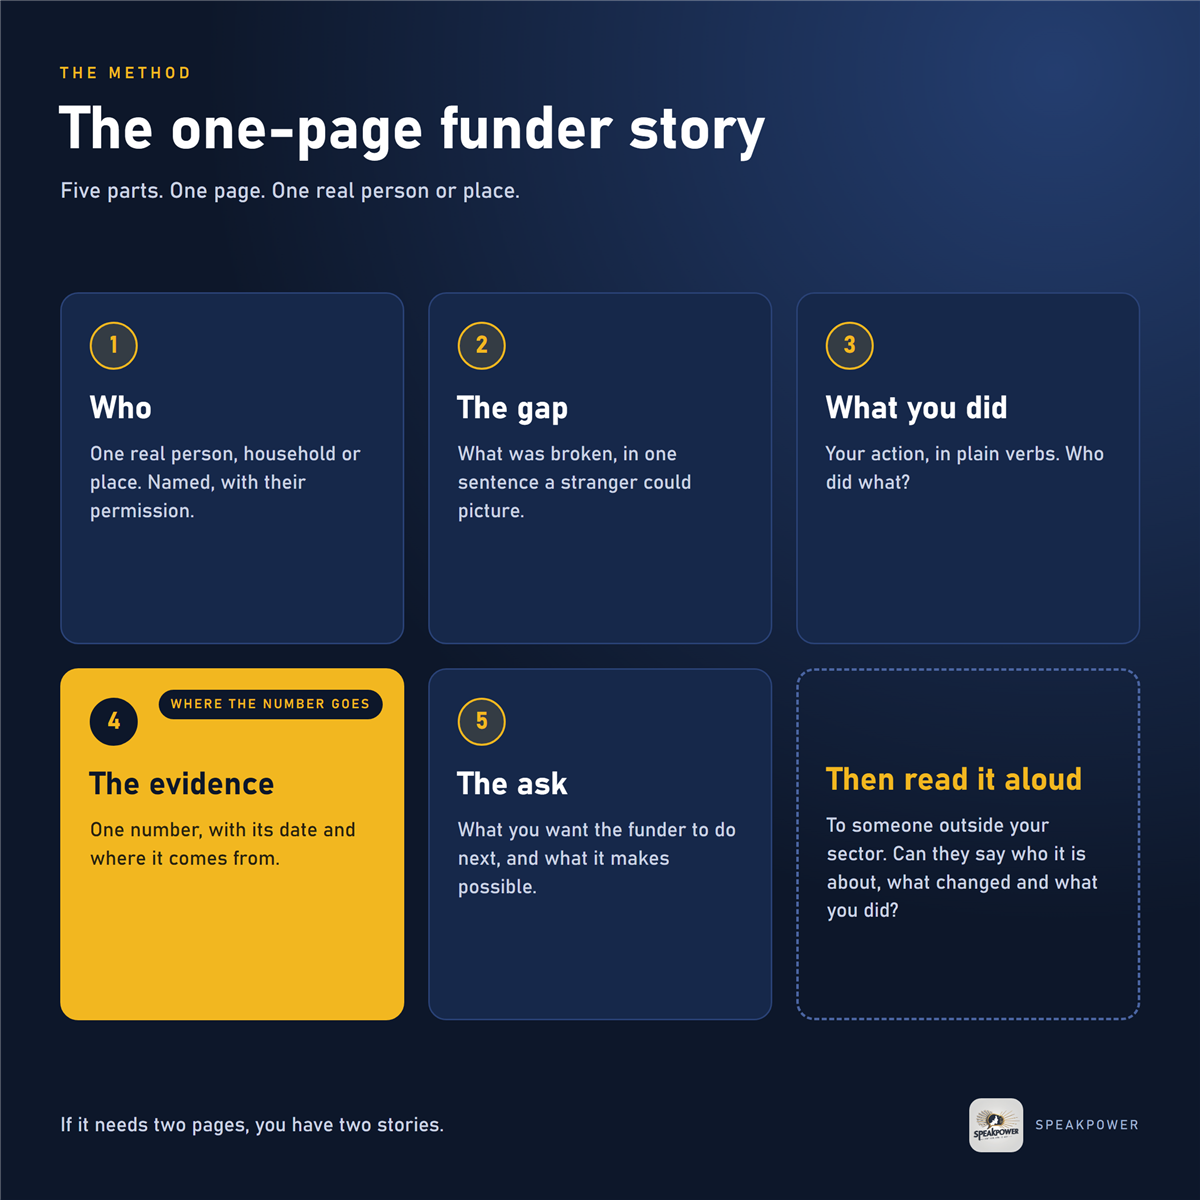 THE METHOD
The one-page funder story
Five parts. One page. One real person or place.
1
Who
One real person, household or
place. Named, with their
permission.
2
The gap
What was broken, in one
sentence a stranger could
picture.
3
What you did
Your action, in plain verbs. Who
did what?
4
WHERE THE NUMBER GOES
The evidence
One number, with its date and
where it comes from.
5
The ask
What you want the funder to do
next, and what it makes
possible.
Then read it aloud
To someone outside your
sector. Can they say who it is
about, what changed and what
you did?
If it needs two pages, you have two stories.
SPEAKPOWER
SPEAKPOWER